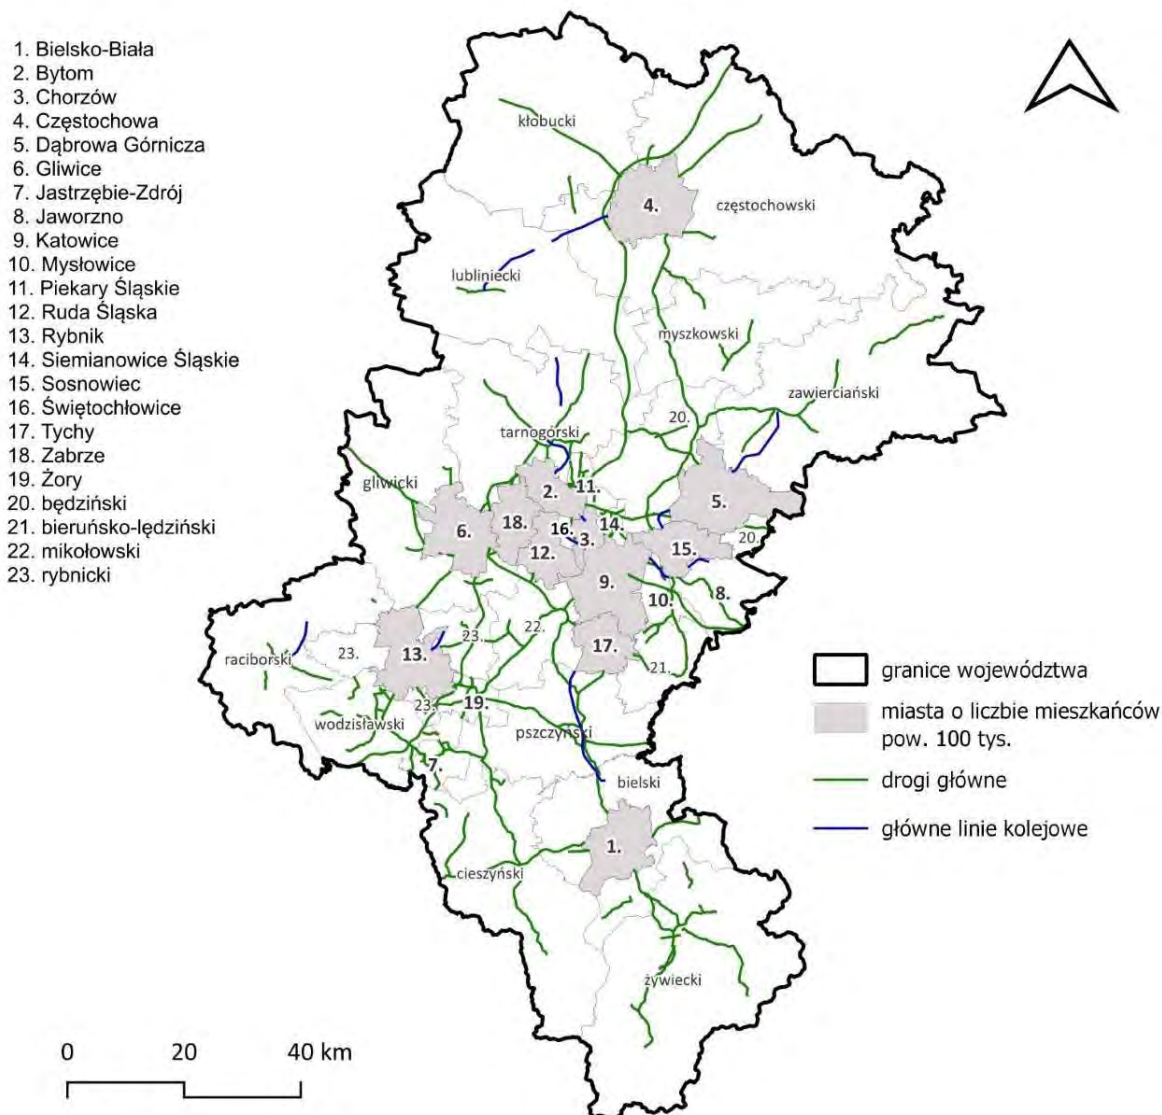 1. Bielsko-Biała
2. Bytom
3. Chorzów
4. Częstochowa
5. Dąbrowa Górnicza
6. Gliwice
7. Jastrzębie-Zdrój
8. Jaworzno
9. Katowice
10. Mysłowice
11. Piekary Śląskie
12. Ruda Śląska
13. Rybnik
14. Siemianowice Śląskie
15. Sosnowiec
16. Świętochłowice
17. Tychy
18. Zabrze
19. Żory
20. będziński
21. bieruńsko-lędziński
22. mikołowski
23. rybnicki
kłobucki
4.
częstochowski
lubliniecki
myszkowski
zawierciański
20.
tarnogórski
gliwicki
2.
11.
5.
6.
18.
16.
3.
14.
20.
12.
15.
9.
10.
8.
raciborski
23.
13.
23.
22.
17.
21.
23.
19.
wodzisławski
pszczyński
7.
bielski
1.
cieszyński
żywiecki
granice województwa
miasta o liczbie mieszkańców
pow. 100 tys.
drogi główne
główne linie kolejowe
0 20 40 km